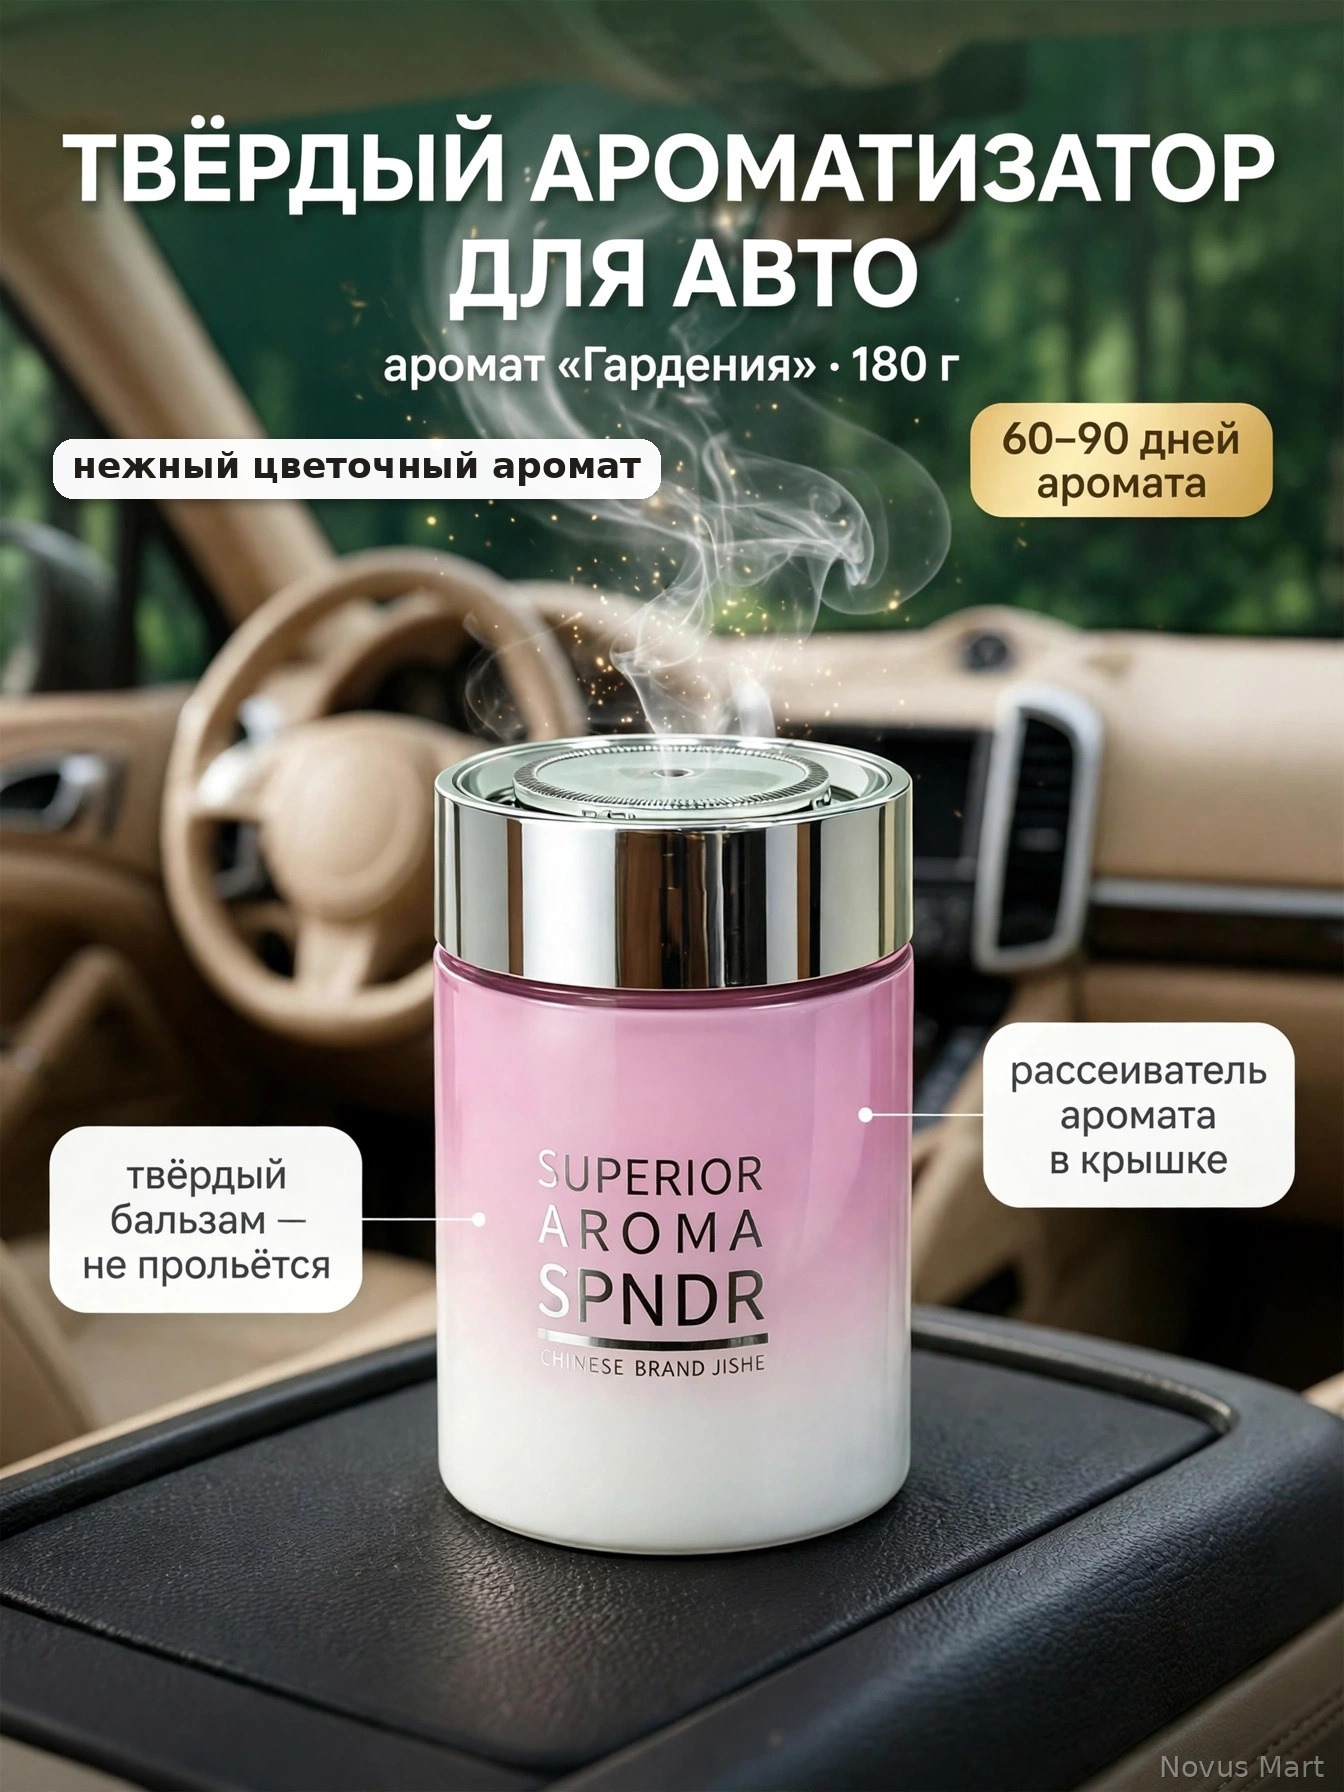 ТВЁРДЫЙ АРОМАТИЗАТОР
ДЛЯ АВТО
аромат «Гардения» · 180 г
60–90 дней
аромата
нежный цветочный аромат
рассеиватель
аромата
в крышке
твёрдый
бальзам —
не прольётся
SUPERIOR
AROMA
SPNDR
CHINESE BRAND JISHE
Novus Mart